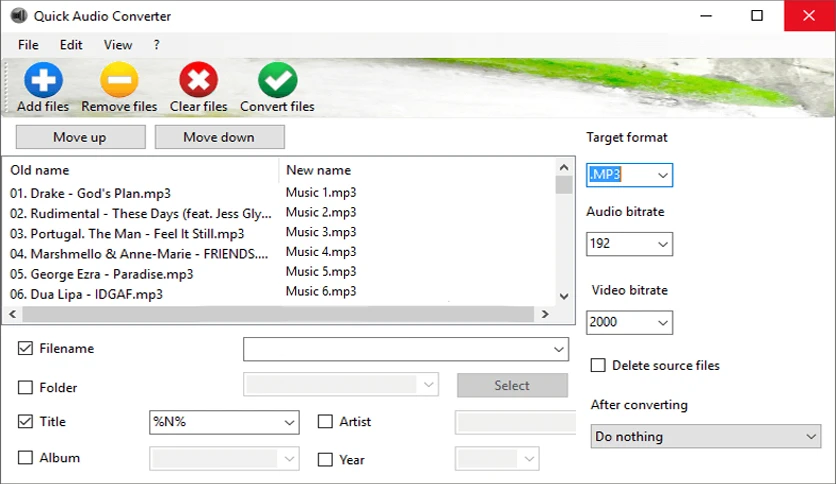 Quick Audio Converter
File Edit View ?
Add files Remove files Clear files Convert files
Move up Move down
Target format
.MP3
Audio bitrate
192
Video bitrate
2000
Delete source files
After converting
Do nothing
Old name New name
01. Drake - God's Plan.mp3 Music 1.mp3
02. Rudimental - These Days (feat. Jess Gly... Music 2.mp3
03. Portugal. The Man - Feel It Still.mp3 Music 3.mp3
04. Marshmello & Anne-Marie - FRIENDS.... Music 4.mp3
05. George Ezra - Paradise.mp3 Music 5.mp3
06. Dua Lipa - IDGAF.mp3 Music 6.mp3
Filename
Folder Select
Title %N% Artist
Album Year